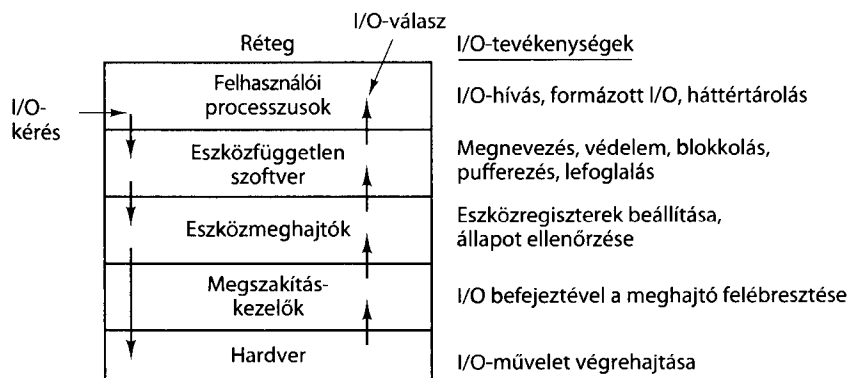 I/O-válasz
Réteg
I/O-tevékenységek
I/O-
kérés
Felhasználói
processzusok
I/O-hívás, formázott I/O, háttértárolás
Eszközfüggetlen
szoftver
Megnevezés, védelem, blokkolás,
pufferezés, lefoglalás
Eszközmeghajtók
Eszközregiszterek beállítása,
állapot ellenőrzése
Megszakítás-
kezelők
I/O befejeztével a meghajtó felébresztése
Hardver
I/O-művelet végrehajtása